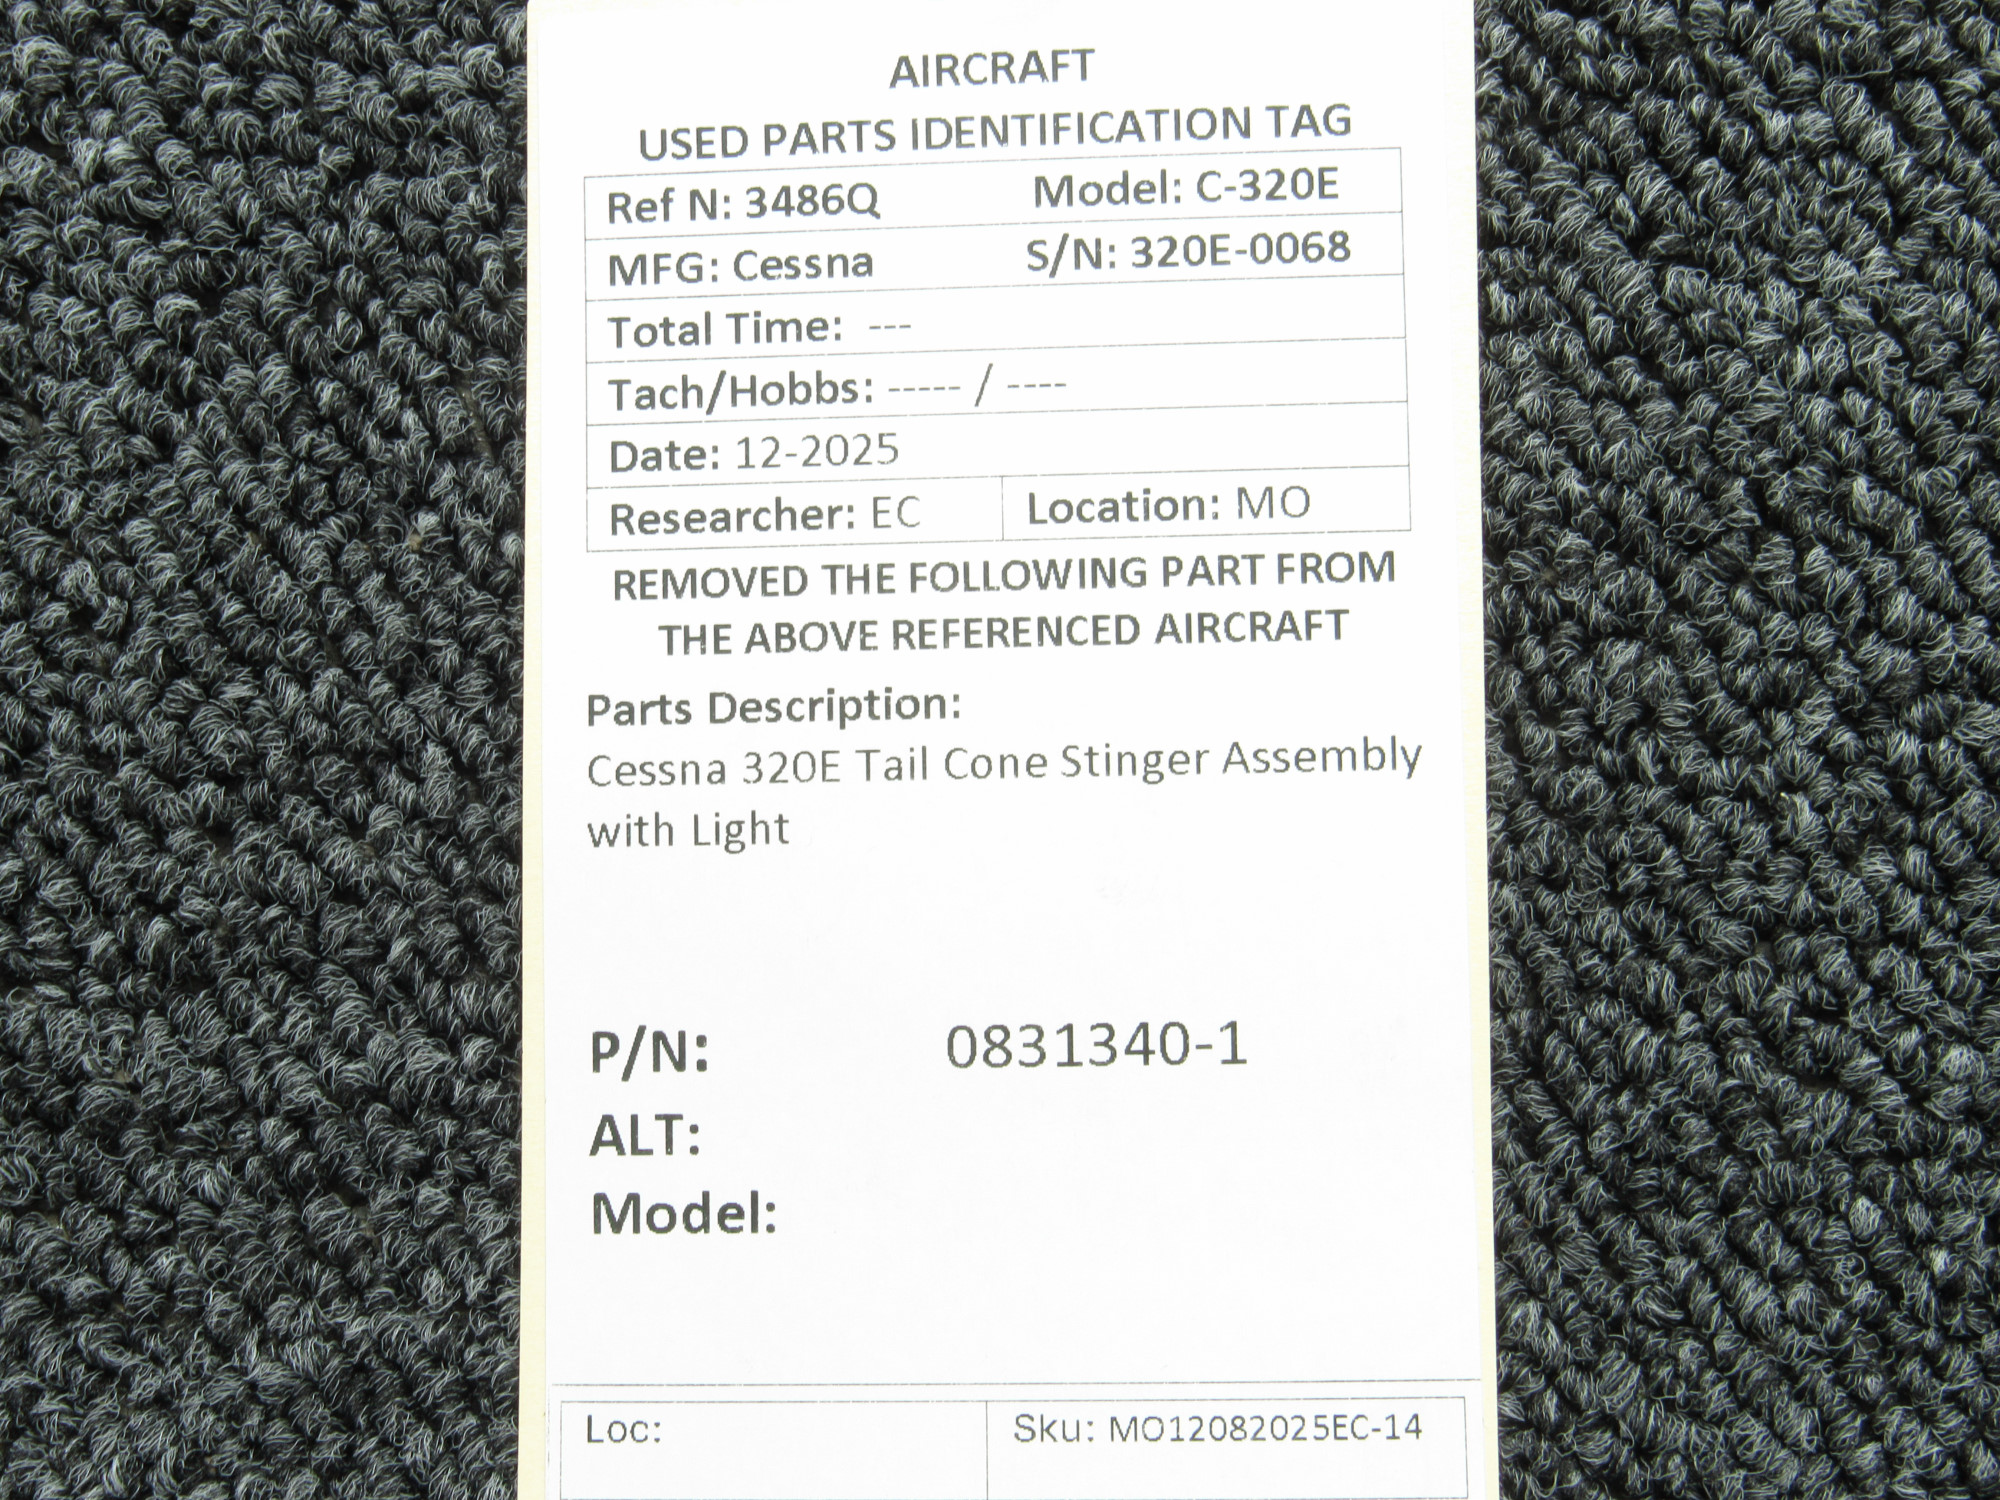 AIRCRAFT
USED PARTS IDENTIFICATION TAG
Ref N: 3486Q Model: C-320E
MFG: Cessna S/N: 320E-0068
Total Time: ---
Tach/Hobbs: ----- / ----
Date: 12-2025
Researcher: EC Location: MO
REMOVED THE FOLLOWING PART FROM
THE ABOVE REFERENCED AIRCRAFT
Parts Description:
Cessna 320E Tail Cone Stinger Assembly
with Light
P/N: 0831340-1
ALT:
Model:
Loc: Sku: MO12082025EC-14